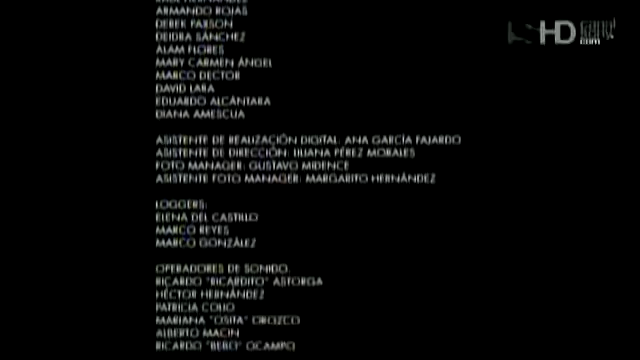 ARMANDO ROJAS
DEREK PARSON
DEIDRA SÁNCHEZ
ALAM FLORES
MARY CARMEN ÁNGEL
MARCO DECTOR
DAVID LARA
EDUARDO ALCÁNTARA
DIANA AMESCUA
ASISTENTE DE REALIZACIÓN DIGITAL: ANA GARCÍA FAJARDO
ASISTENTE DE DIRECCIÓN: LILIANA PÉREZ MORALES
FOTO MANAGER: GUSTAVO MIDENCE
ASISTENTE FOTO MANAGER: MARGARITO HERNÁNDEZ
LOGGERS:
ELENA DEL CASTILLO
MARCO REYES
MARCO GONZÁLEZ
OPERADORES DE SONIDO:
RICARDO "RICARDITO" ASTORGA
HÉCTOR HERNÁNDEZ
PATRICIA
MARIANA "OSITA" OROZCO
ALBERTO MACIN
RICARDO OCAMPO
HD
.com